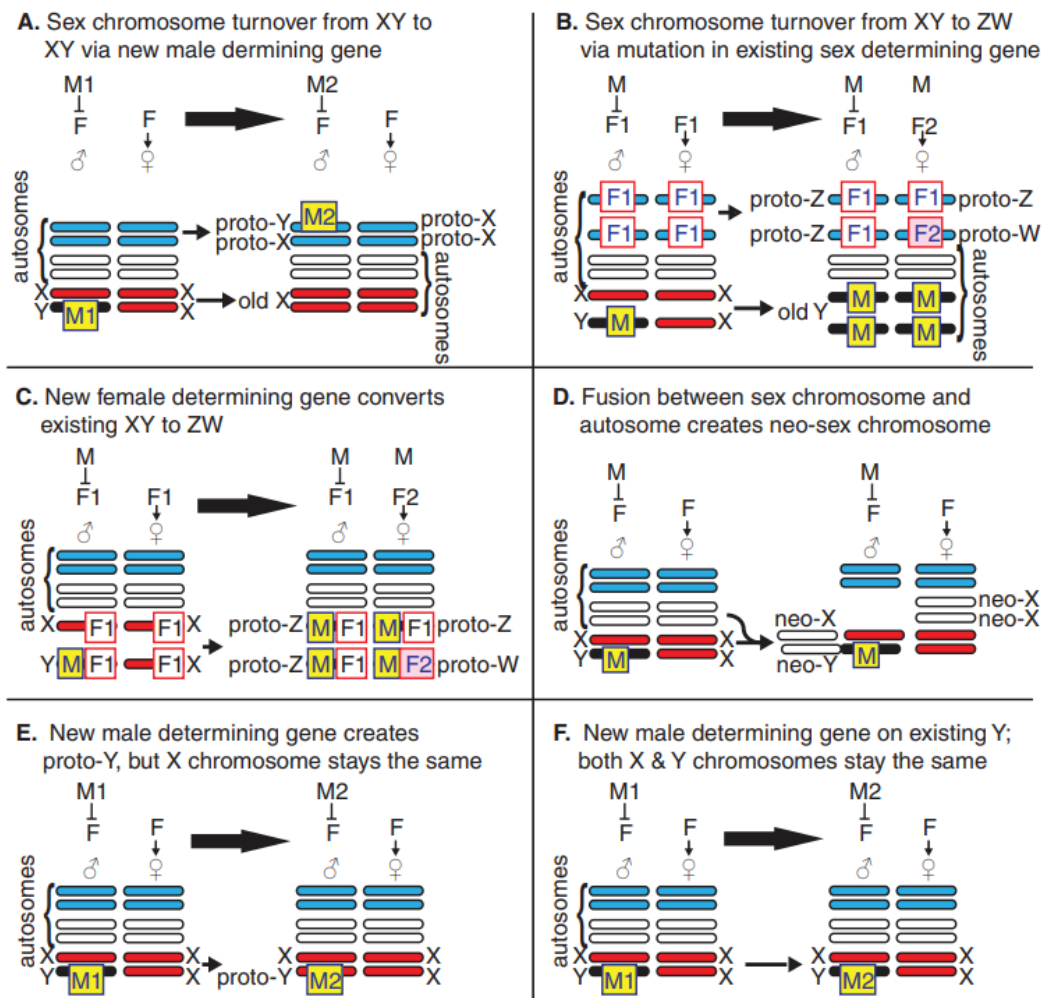 A. Sex chromosome turnover from XY to
XY via new male dermining gene
M1
F
F
♂
♀
M2
F
F
♂
♀
autosomes
X
Y
M1
X
X
proto-Y
proto-X
old X
M2
proto-X
proto-X
autosomes
B. Sex chromosome turnover from XY to ZW
via mutation in existing sex determining gene
M
F1
F1
♂
♀
M
M
F1
F2
♂
♀
autosomes
F1
F1
F1
F1
X
X
Y
M
X
proto-Z
F1
F1
proto-Z
proto-Z
F1
F2
proto-W
old Y
M
M
M
M
autosomes
C. New female determining gene converts
existing XY to ZW
M
F1
F1
♂
♀
M
M
F1
F2
♂
♀
autosomes
X
F1
F1
X
Y
M
F1
F1
X
proto-Z
M
F1
M
F1
proto-Z
proto-Z
M
F1
M
F2
proto-W
D. Fusion between sex chromosome and
autosome creates neo-sex chromosome
M
F
F
♂
♀
M
F
F
♂
♀
autosomes
X
X
Y
M
X
neo-X
neo-Y
M
neo-X
neo-X
E. New male determining gene creates
proto-Y, but X chromosome stays the same
M1
F
F
♂
♀
M2
F
F
♂
♀
autosomes
X
X
Y
M1
X
X
proto-Y
M2
X
F. New male determining gene on existing Y;
both X & Y chromosomes stay the same
M1
F
F
♂
♀
M2
F
F
♂
♀
autosomes
X
X
Y
M1
X
X
X
Y
M2
X